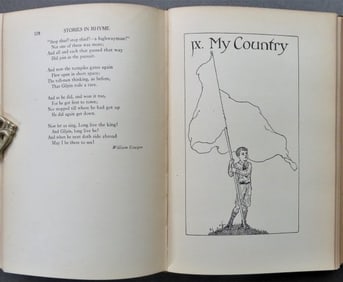 128
STORIES IN RHYME
"Stop thief! stop thief!—a highwayman!"
Not one of them was mute;
And all and each that passed that way
Did join in the pursuit.
And now the turnpike gates again
Flew open in short space;
The tollmen thinking, as before,
That Gilpin rode a race.
And so he did, and won it too,
For he got first to town;
Nor stopped till where he had got up
He did again get down.
Now let us sing, Long live the king!
And Gilpin, long live he!
And when he next doth ride abroad
May I be there to see!
William Cowper
IX. My Country